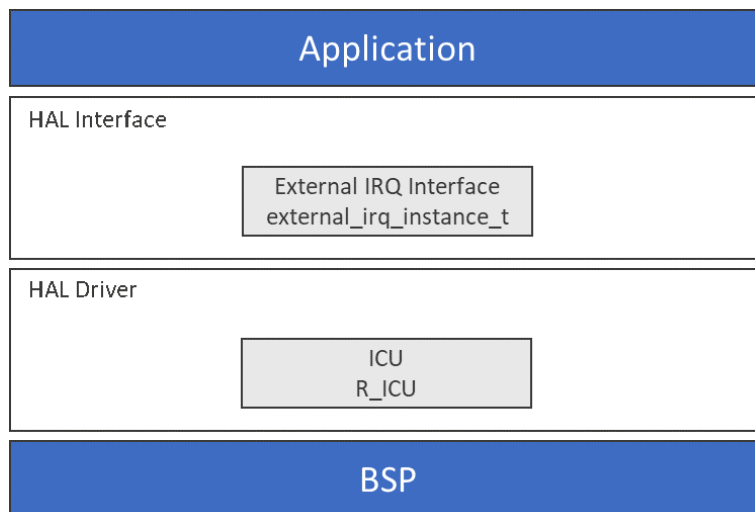 Application
HAL Interface
External IRQ Interface
external_irq_instance_t
HAL Driver
ICU
R_ICU
BSP